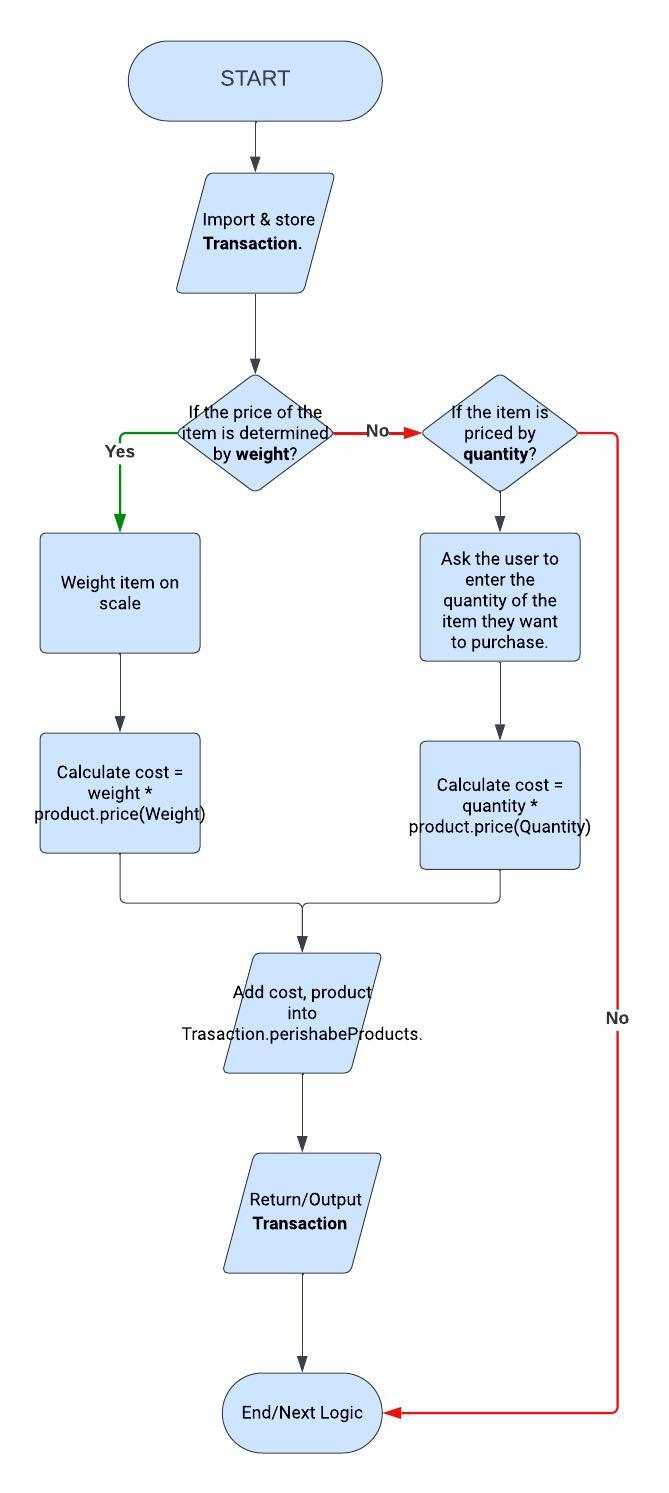 START
Import & store
Transaction.
If the price of the
item is determined
by weight?
No
If the item is
priced by
quantity?
Yes
Weight item on
scale
Ask the user to
enter the
quantity of the
item they want
to purchase.
Calculate cost =
weight *
product.price(Weight)
Calculate cost =
quantity *
product.price(Quantity)
Add cost, product
into
Trasaction.perishabeProducts.
No
Return/Output
Transaction
End/Next Logic